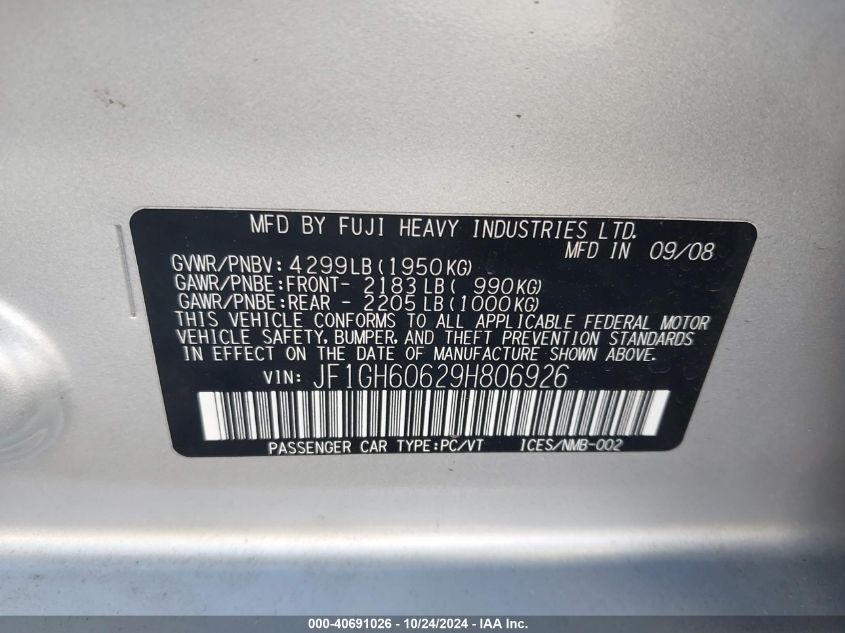 MFD BY FUJI HEAVY INDUSTRIES LTD.
MFD IN 09/08
GVWR/PNBV: 4299LB(1950KG)
GAWR/PNBE:FRONT- 2183LB( 990KG)
GAWR/PNBE:REAR - 2205LB(1000KG)
THIS VEHICLE CONFORMS TO ALL APPLICABLE FEDERAL MOTOR
VEHICLE SAFETY, BUMPER, AND THEFT PREVENTION STANDARDS
IN EFFECT ON THE DATE OF MANUFACTURE SHOWN ABOVE.
VIN: JF1GH60629H806926
PASSENGER CAR TYPE:PC/VT ICES/NMB-002
000-40691026 - 10/24/2024 - IAA Inc.